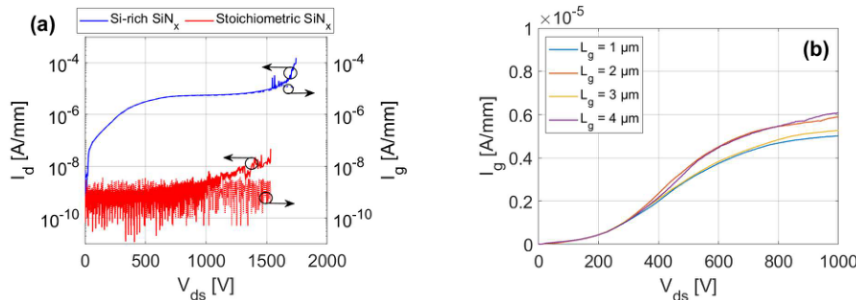 Si-rich SiNₓ Stoichiometric SiNₓ
(a)
10⁻⁴ 10⁻⁴
10⁻⁶ 10⁻⁶
10⁻⁸ 10⁻⁸
10⁻¹⁰ 10⁻¹⁰
I_d [A/mm]
I_g [A/mm]
0 500 1000 1500 2000
V_ds [V]
×10⁻⁵
(b)
L_g = 1 μm
L_g = 2 μm
L_g = 3 μm
L_g = 4 μm
1
0.8
0.6
0.4
0.2
0
I_g [A/mm]
0 200 400 600 800 1000
V_ds [V]